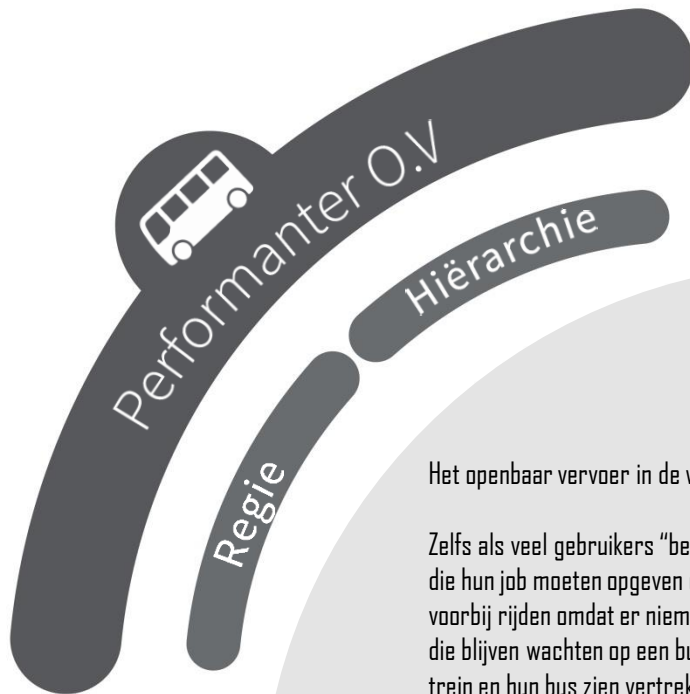 Performanter O.V
Hiërarchie
Regie
Het openbaar vervoer in de
Zelfs als veel gebruikers “be
die hun job moeten opgeven
voorbij rijden omdat er niem
die blijven wachten op een bu
trein en hun bus zien vertrek